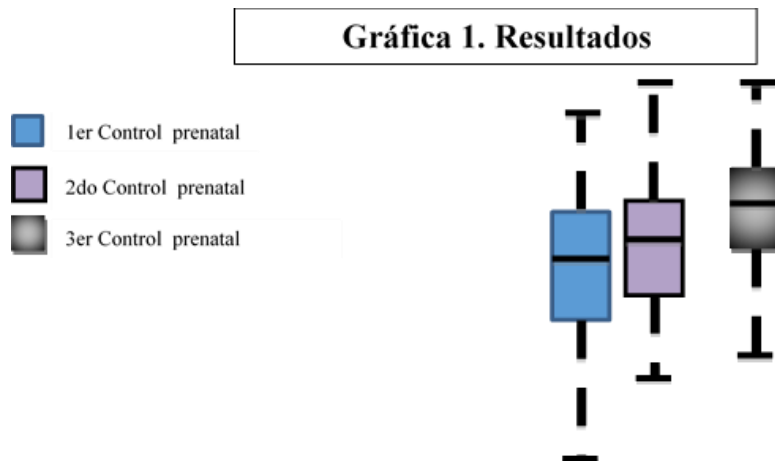 Gráfica 1. Resultados
1er Control prenatal
2do Control prenatal
3er Control prenatal